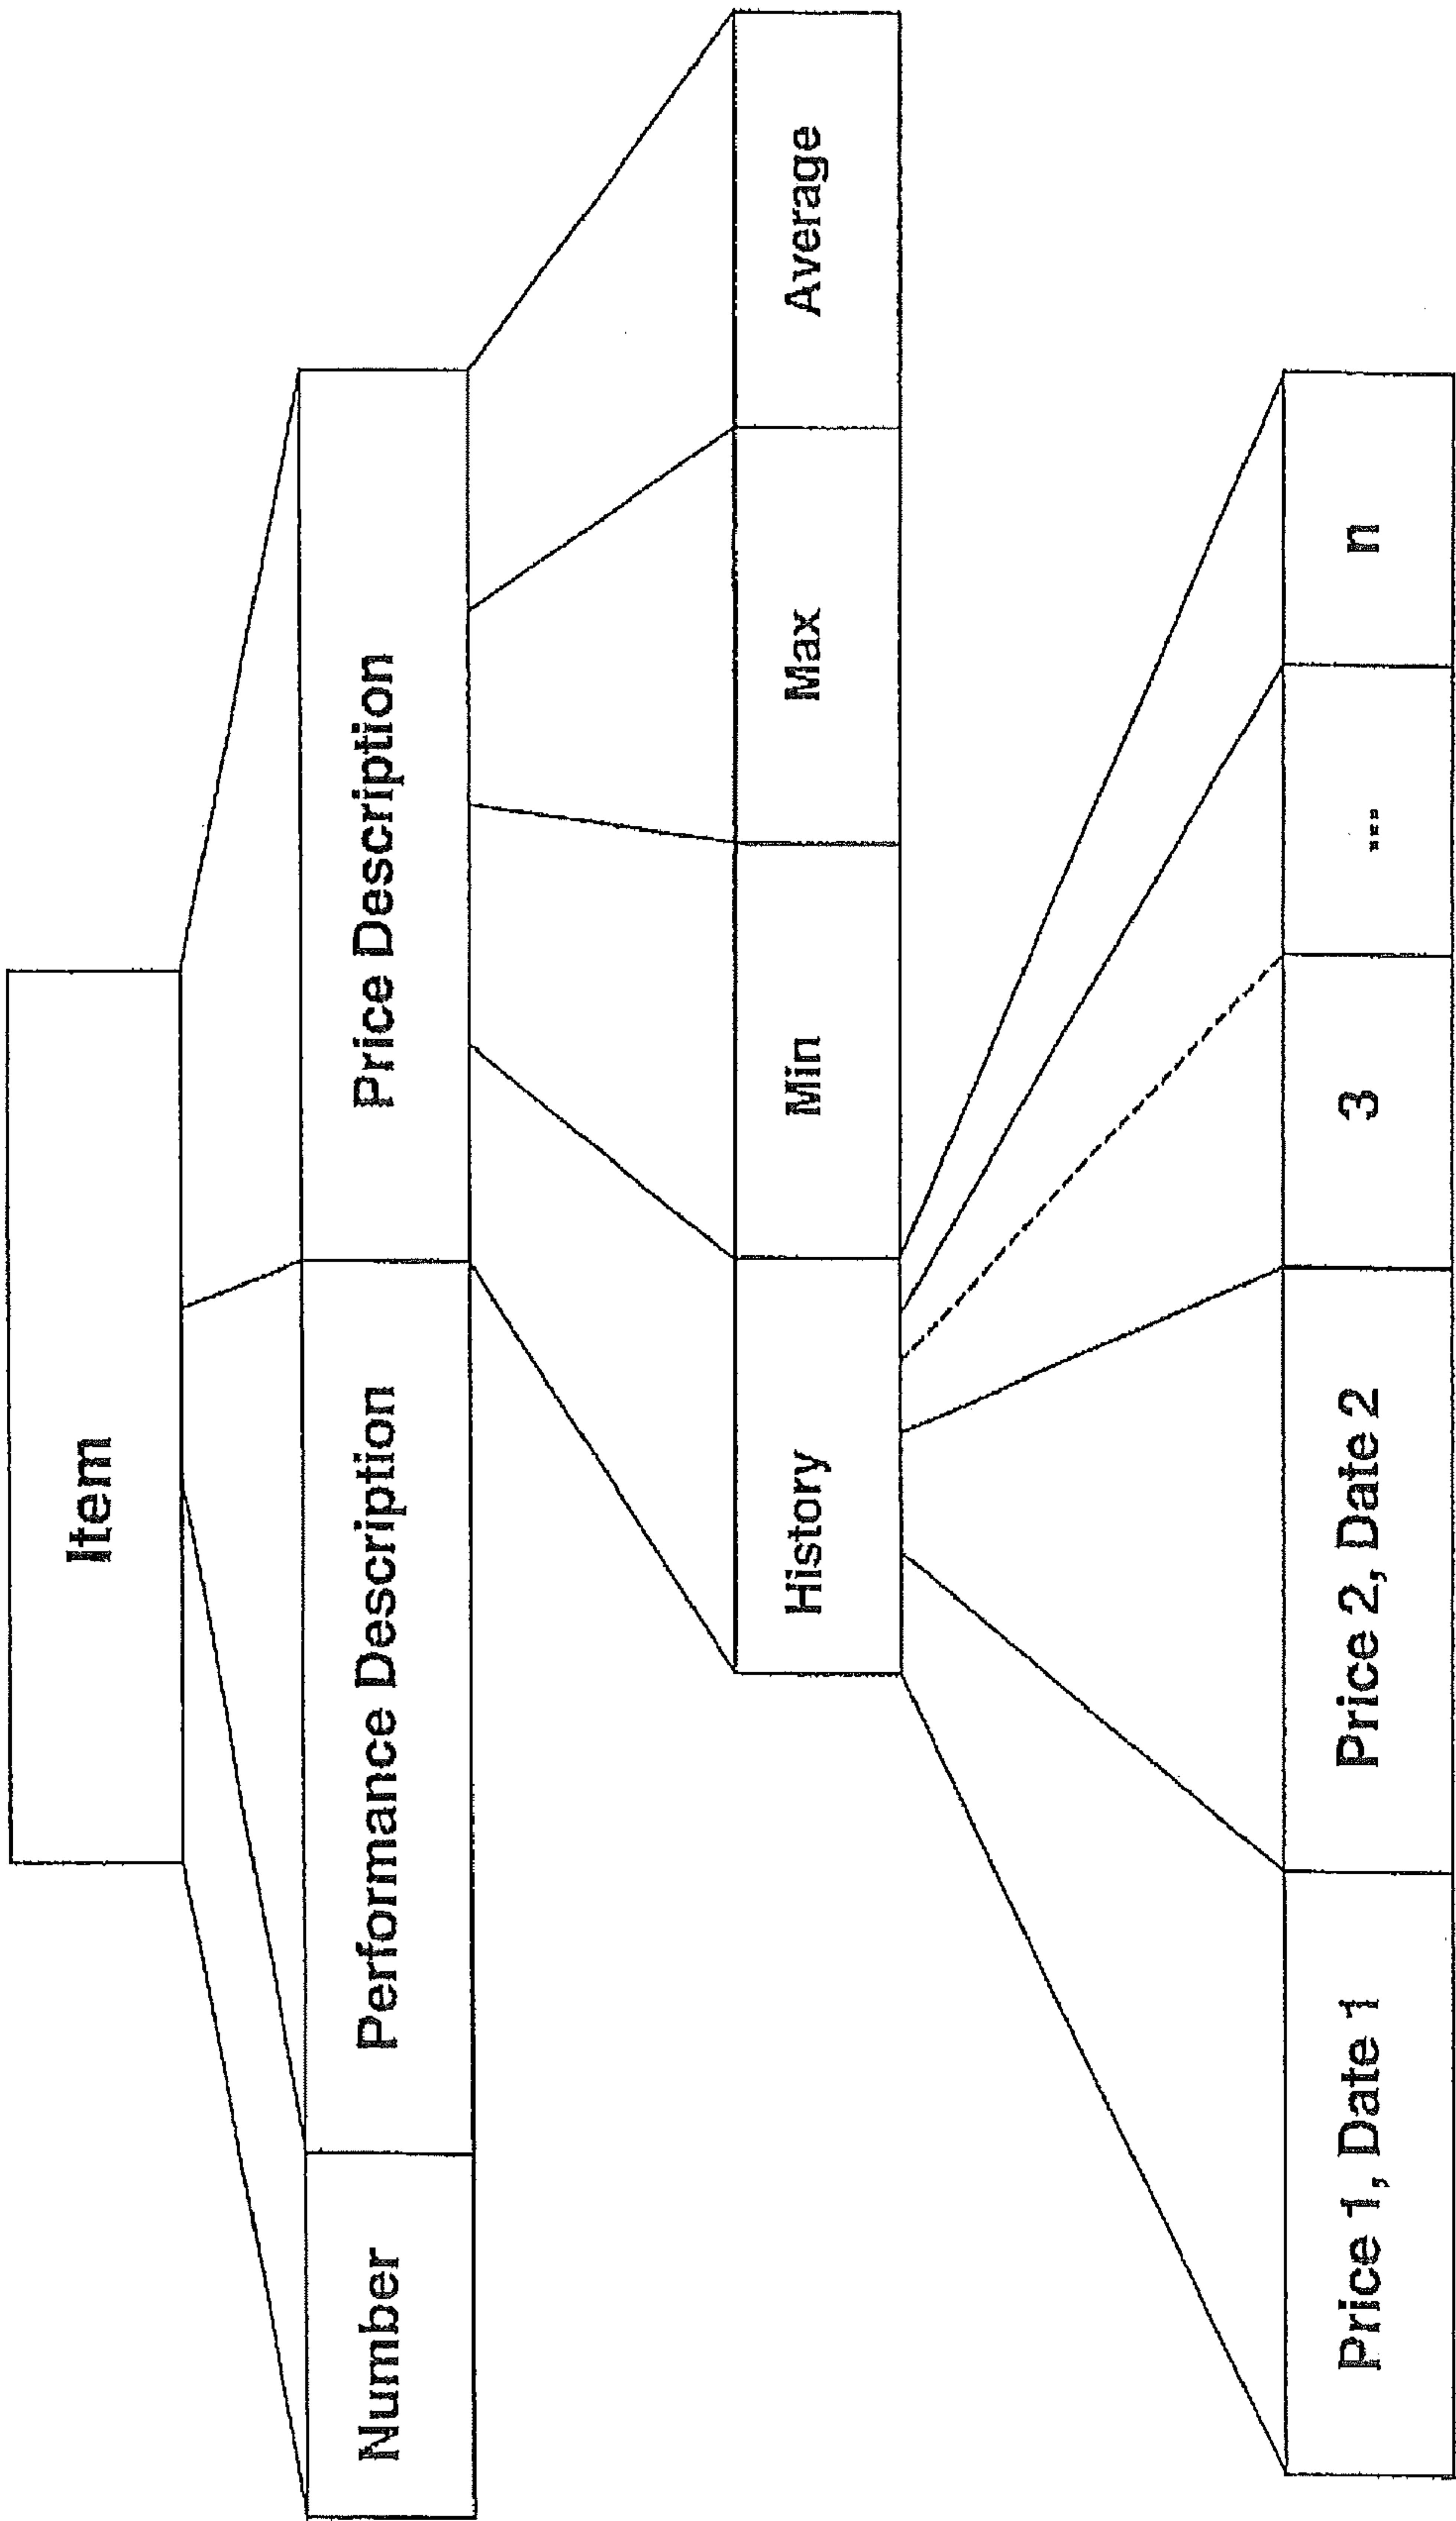 Item
Number
Performance Description
Price Description
History
Min
Max
Average
Price 1, Date 1
Price 2, Date 2
3
...
n